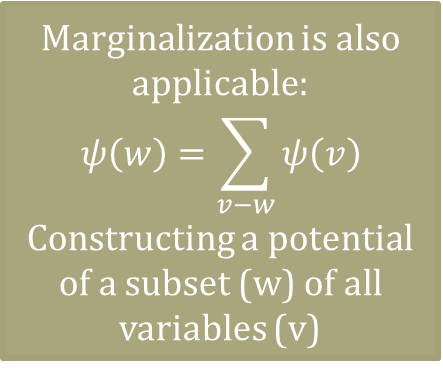 Marginalization is also
applicable:
ψ(w) = ∑ ψ(v)
v−w
Constructing a potential
of a subset (w) of all
variables (v)